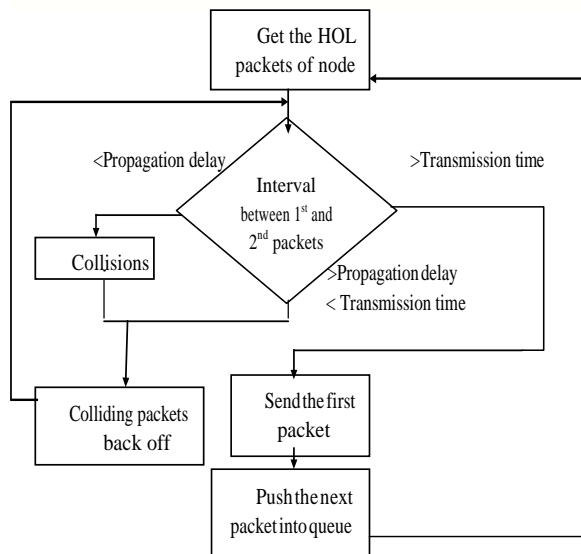 Get the HOL
packets of node
<Propagation delay
>Transmission time
Interval
between 1st and
2nd packets
Collisions
>Propagation delay
< Transmission time
Colliding packets
back off
Send the first
packet
Push the next
packet into queue